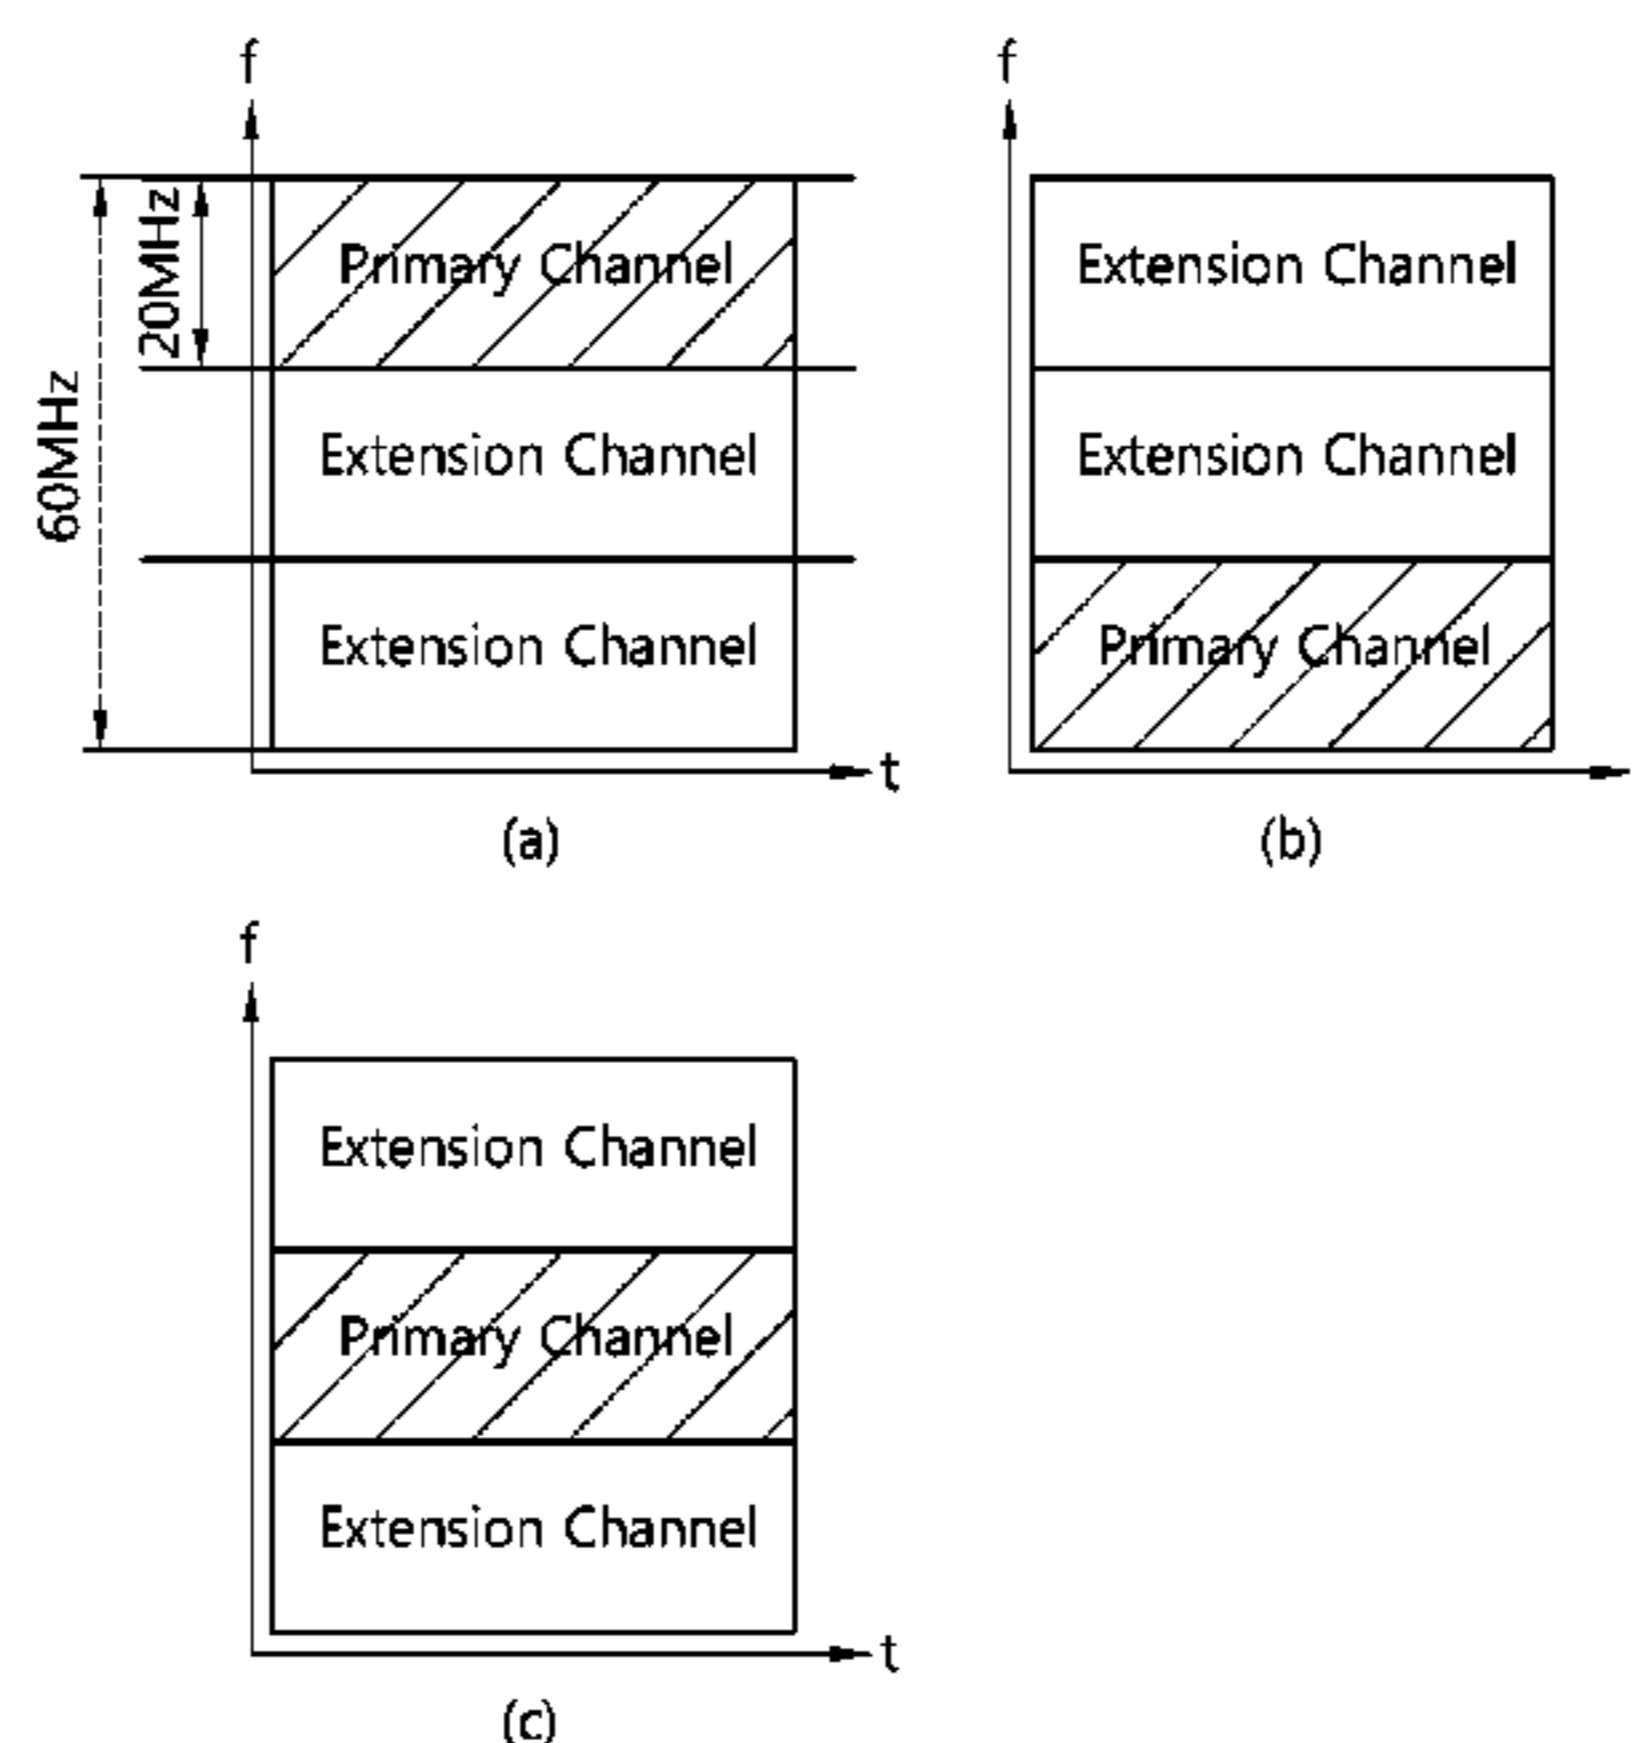 f
20MHz
60MHz
Primary Channel
Extension Channel
Extension Channel
t
(a)
f
Extension Channel
Extension Channel
Primary Channel
(b)
f
Extension Channel
Primary Channel
Extension Channel
t
(c)